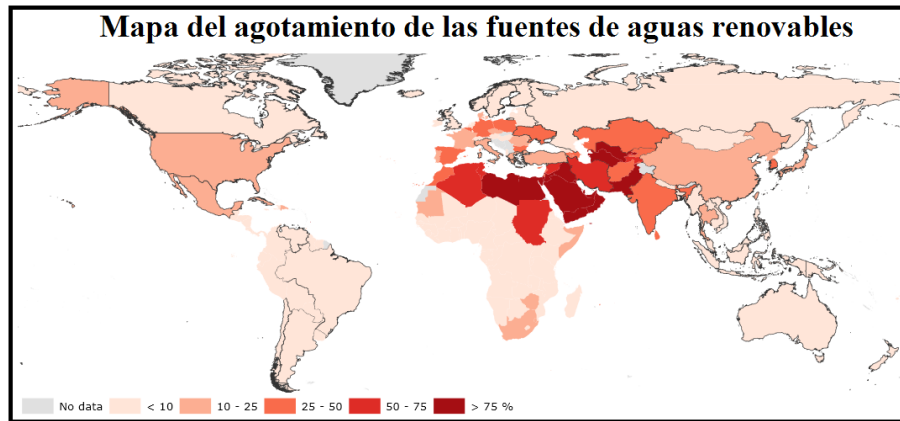 Mapa del agotamiento de las fuentes de aguas renovables
No data < 10 10 - 25 25 - 50 50 - 75 > 75 %